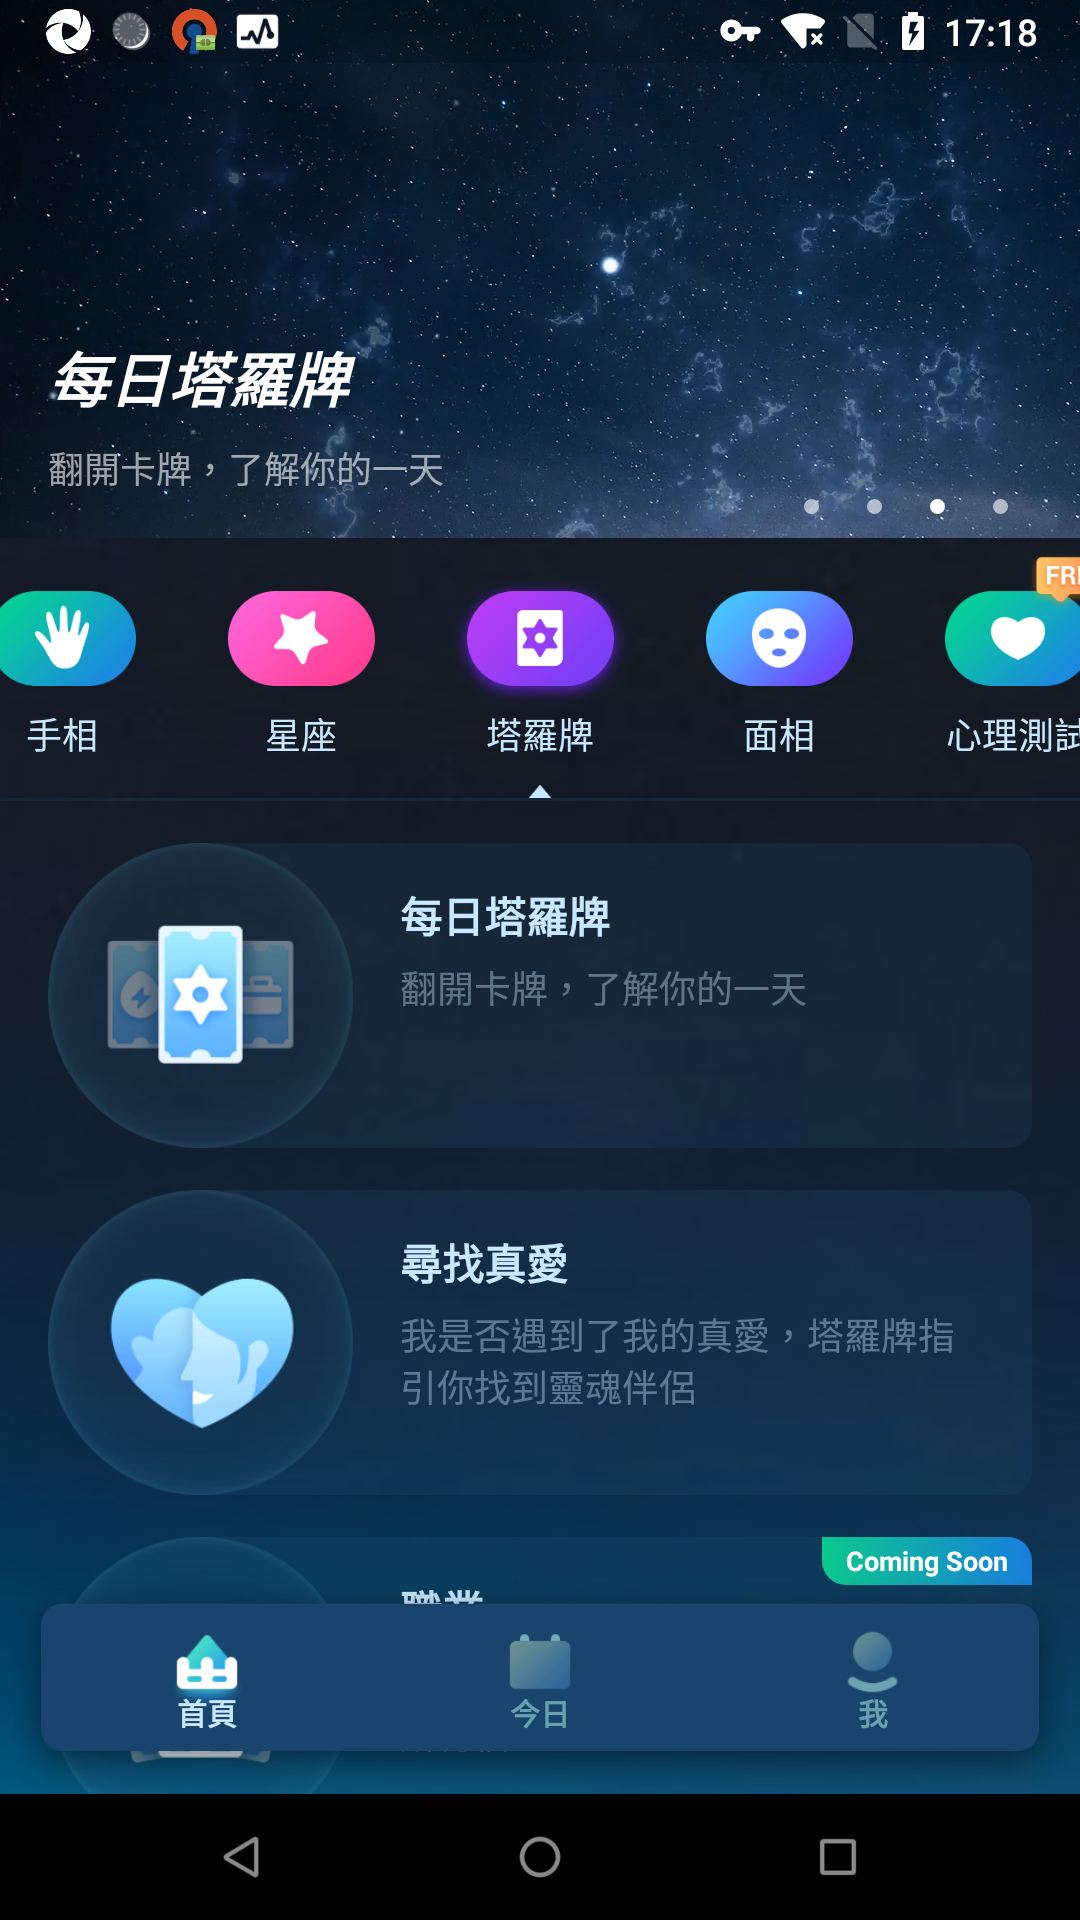 17:18
每日塔羅牌
翻開卡牌，了解你的一天
手相
星座
塔羅牌
面相
心理測試
每日塔羅牌
翻開卡牌，了解你的一天
尋找真愛
我是否遇到了我的真愛，塔羅牌指
引你找到靈魂伴侶
Coming Soon
職業
首頁
今日
我